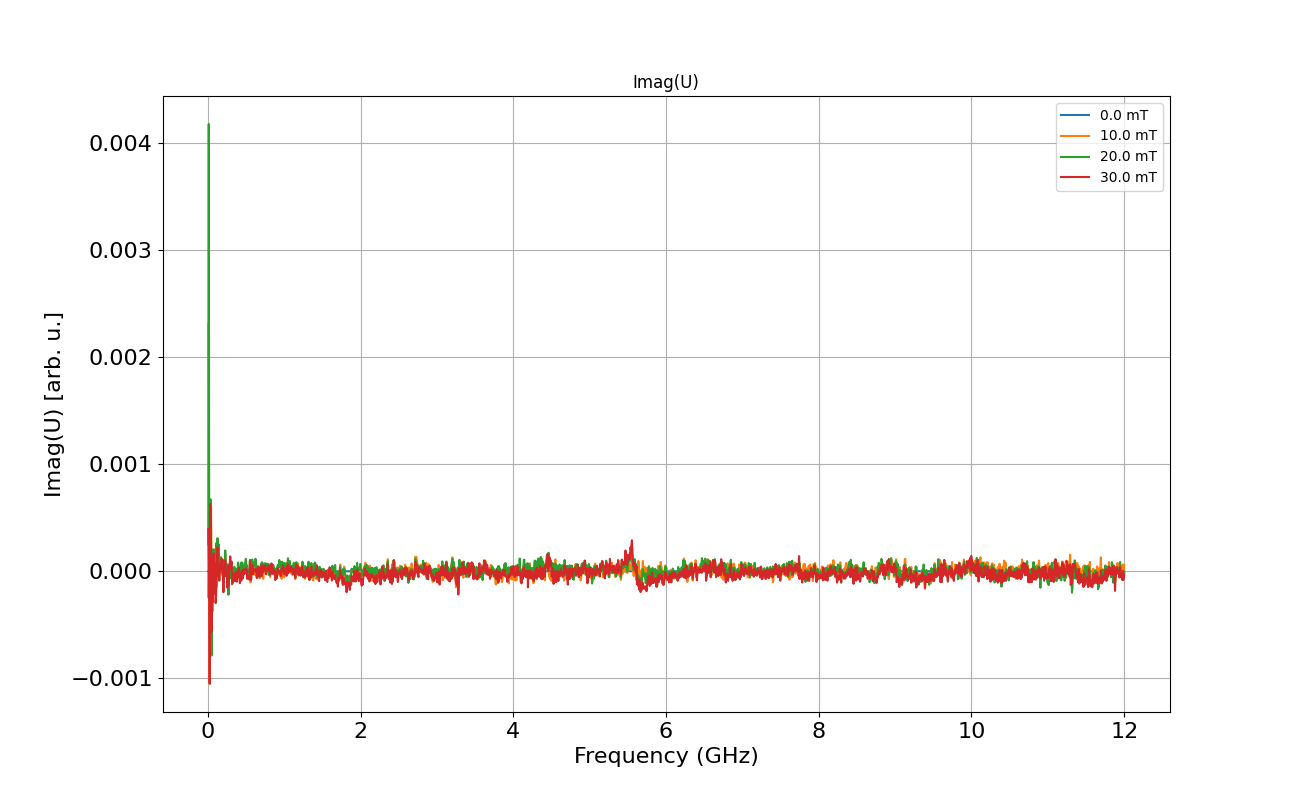 Imag(U)
0.0 mT
10.0 mT
20.0 mT
30.0 mT
0.004
0.003
0.002
0.001
0.000
−0.001
Imag(U) [arb. u.]
0 2 4 6 8 10 12
Frequency (GHz)